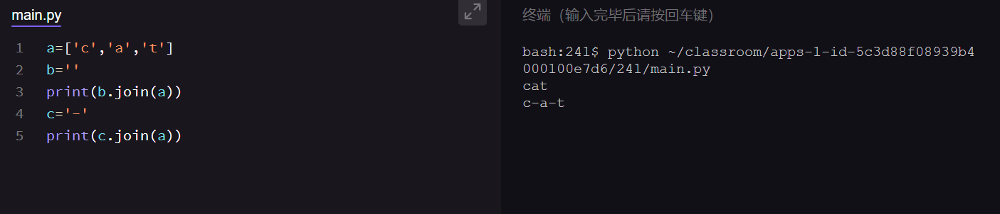 main.py
1 a=['c','a','t']
2 b=''
3 print(b.join(a))
4 c='-'
5 print(c.join(a))
终端（输入完毕后请按回车键）
bash:241$ python ~/classroom/apps-1-id-5c3d88f08939b4
000100e7d6/241/main.py
cat
c-a-t